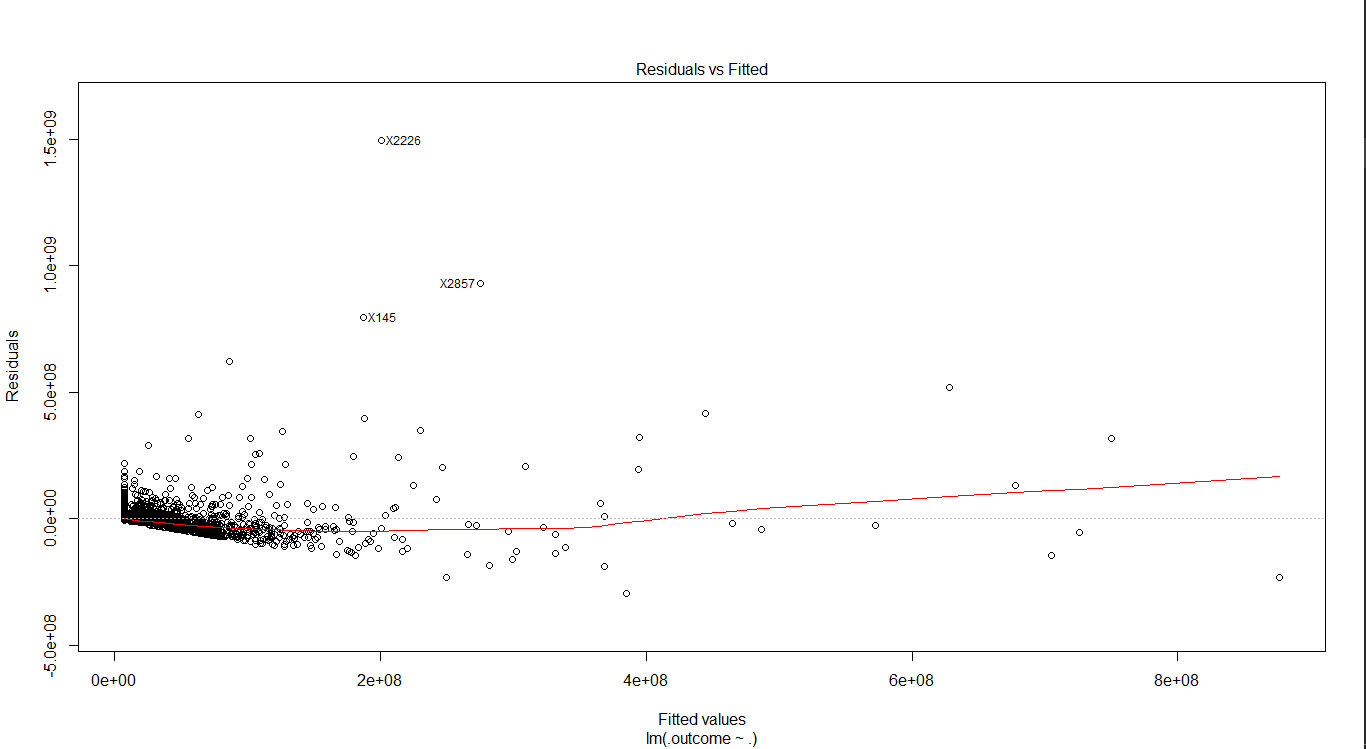 Residuals vs Fitted
1.5e+09
1.0e+09
5.0e+08
0.0e+00
-5.0e+08
Residuals
X2226
X2857
X145
0e+00
2e+08
4e+08
6e+08
8e+08
Fitted values
lm(.outcome ~ .)